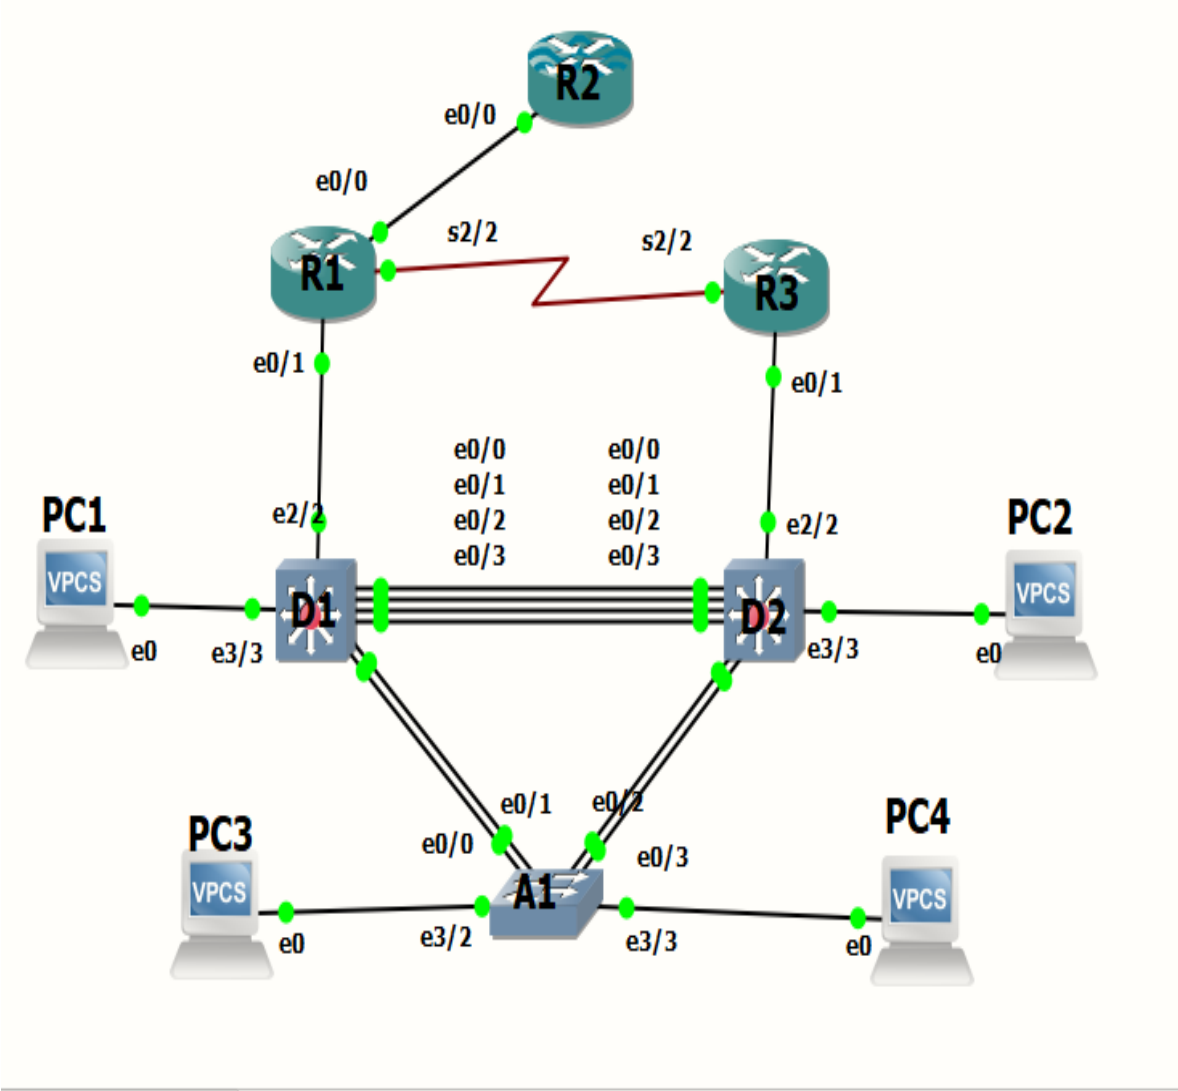 R2
e0/0
e0/0
s2/2
s2/2
R1
R3
e0/1
e0/1
e0/0 e0/0
e0/1 e0/1
e0/2 e0/2
e0/3 e0/3
PC1
e2/2
e2/2
PC2
VPCS
VPCS
D1
D2
e0
e3/3
e3/3
e0
e0/1
e0/2
PC3
PC4
e0/0
e0/3
VPCS
A1
VPCS
e0
e3/2
e3/3
e0